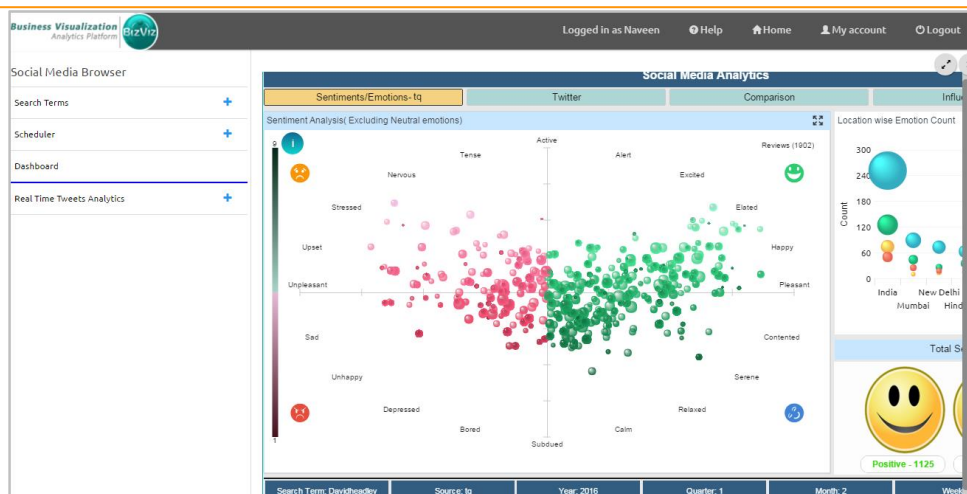 Business Visualization
Analytics Platform
BizViz
Logged in as Naveen
Help
Home
My account
Logout
Social Media Browser
Search Terms
Scheduler
Dashboard
Real Time Tweets Analytics
Social Media Analytics
Sentiments/Emotions- tq
Twitter
Comparison
Influ
Sentiment Analysis( Excluding Neutral emotions)
Location wise Emotion Count
9
1
Reviews (1902)
Active
Tense
Alert
Nervous
Excited
Stressed
Elated
Upset
Happy
Unpleasant
Pleasant
Sad
Contented
Unhappy
Serene
Depressed
Relaxed
Bored
Calm
Subdued
Count
300
240
180
120
60
0
India
New Delhi
Mumbai
Hind
Total Se
Positive - 1125
Search Term: Davidheadley
Source: tq
Year: 2016
Quarter: 1
Month: 2
Week